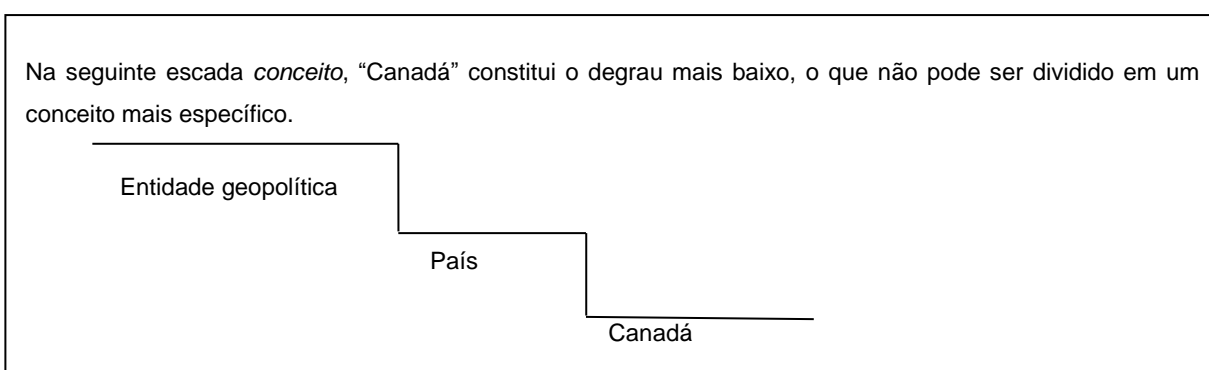 Na seguinte escada conceito, “Canadá” constitui o degrau mais baixo, o que não pode ser dividido em um
conceito mais específico.
Entidade geopolítica
País
Canadá